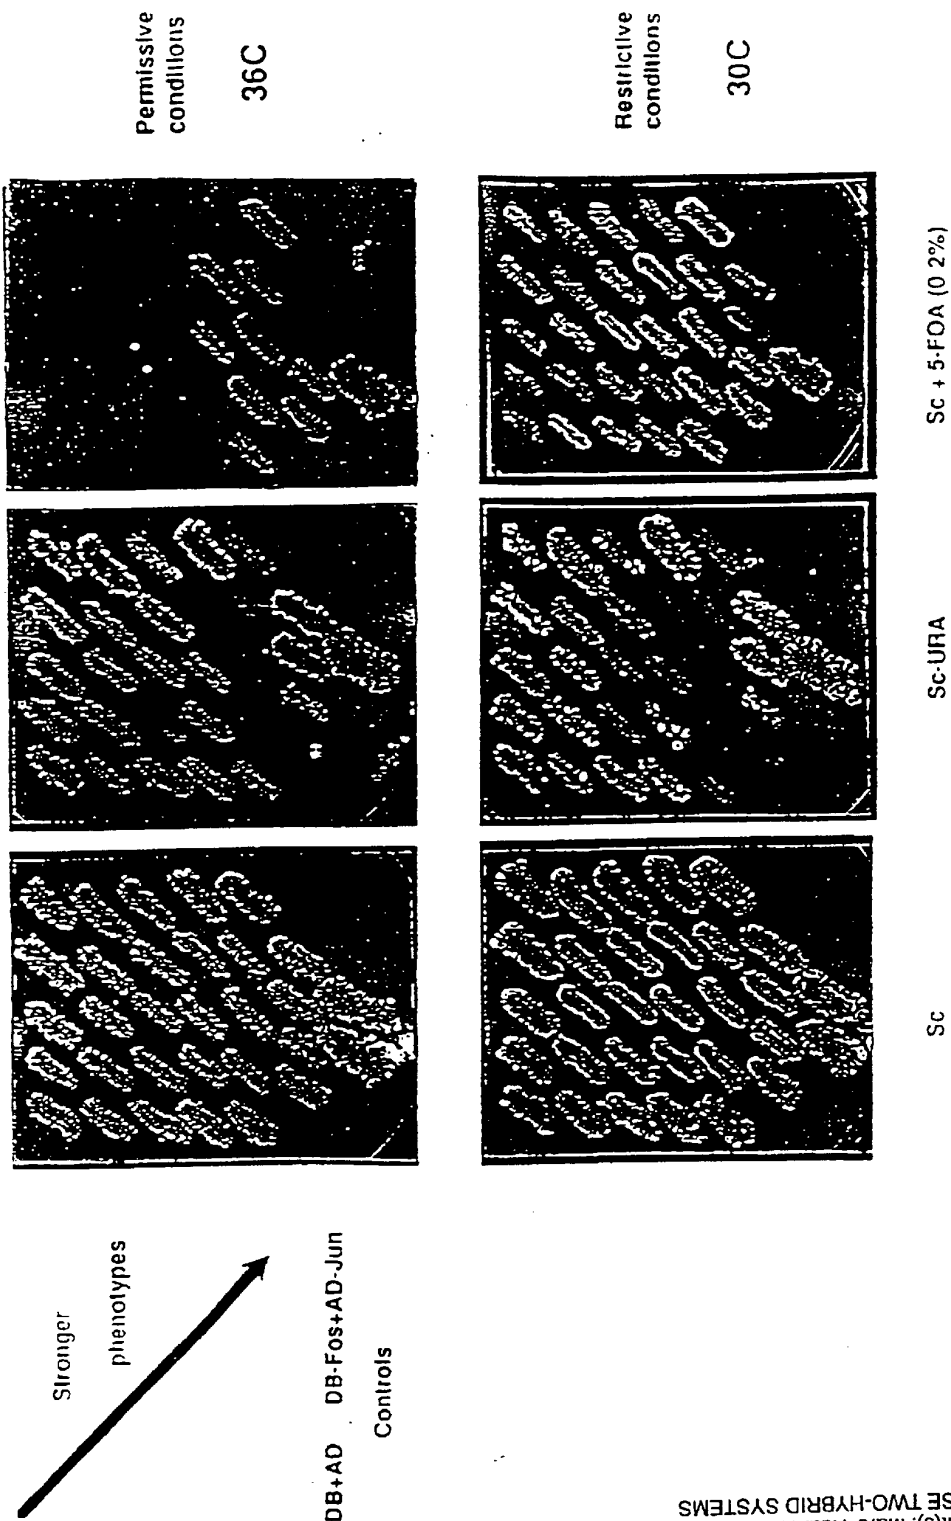 Permissive
conditions
36C
Restrictive
conditions
30C
Sc + 5-FOA (0 2%)
Sc-URA
Sc
Stronger
phenotypes
DB+AD DB-Fos+AD-Jun
Controls
SE TWO-HYBRID SYSTEMS